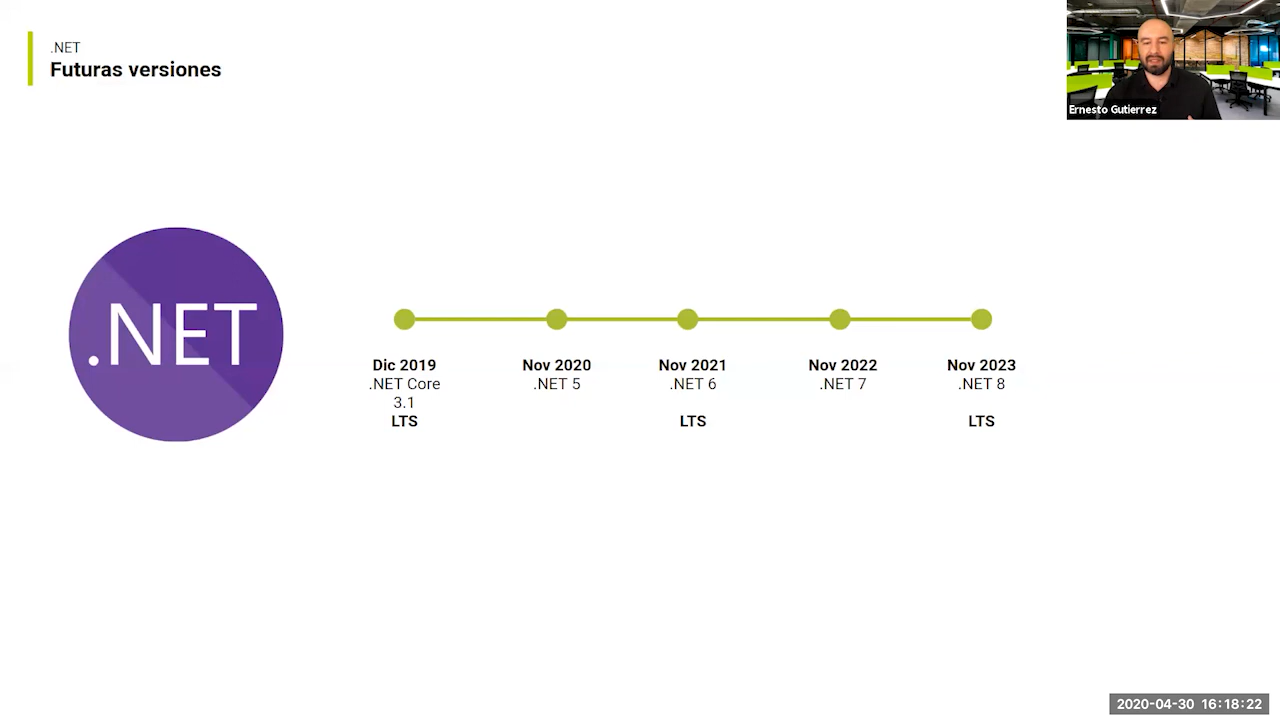 .NET
Futuras versiones
Ernesto Gutierrez
.NET
Dic 2019
.NET Core
3.1
LTS
Nov 2020
.NET 5
Nov 2021
.NET 6
LTS
Nov 2022
.NET 7
Nov 2023
.NET 8
LTS
2020-04-30 16:18:22